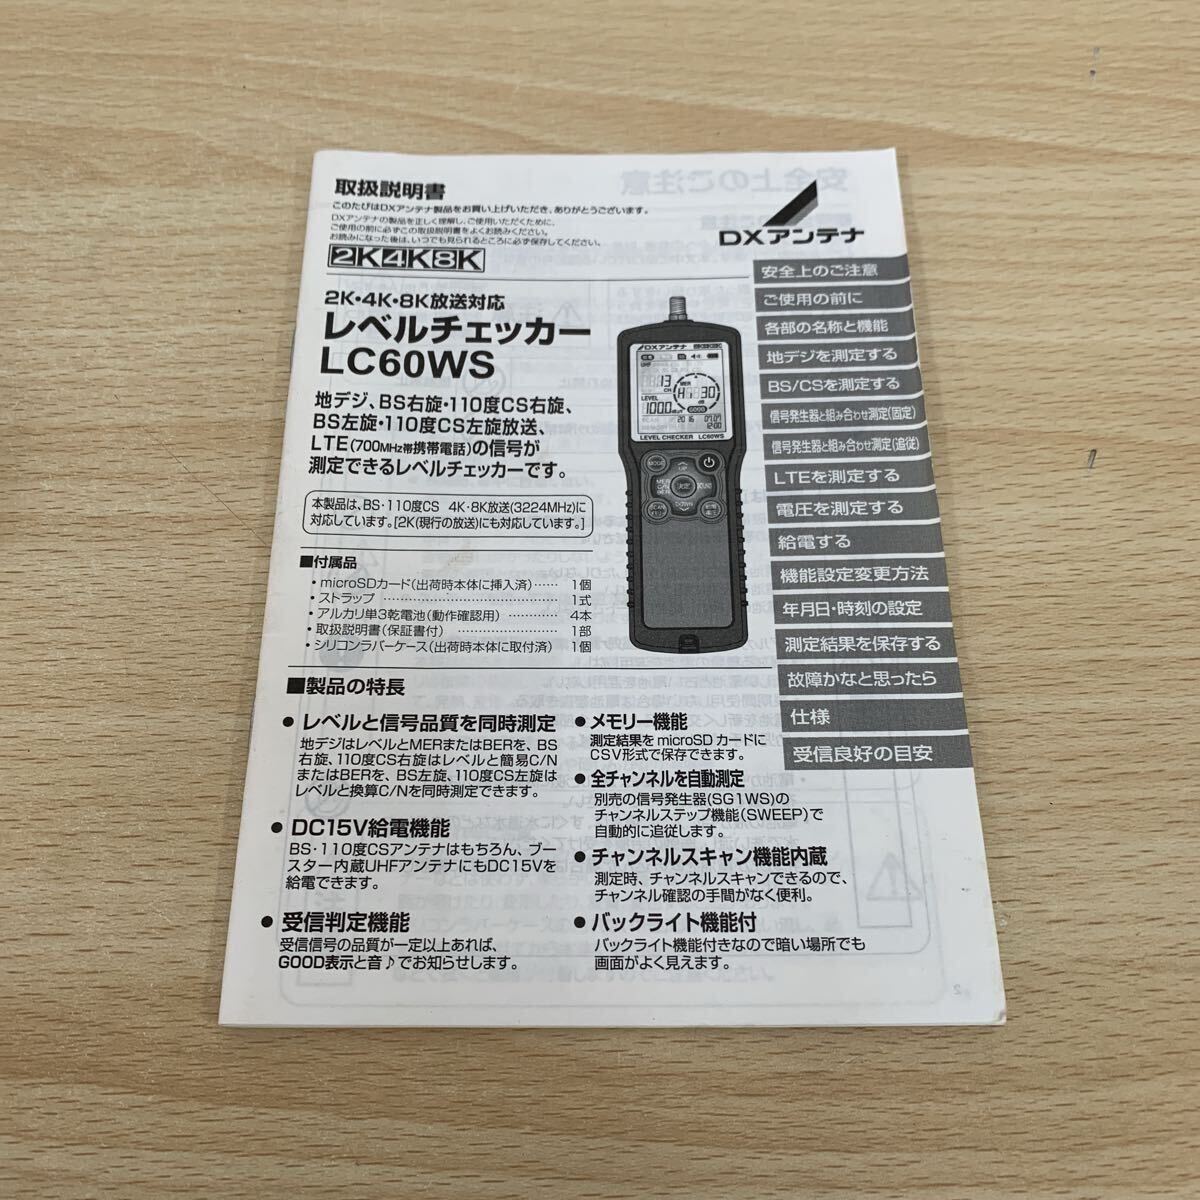 取扱説明書
このたびはDXアンテナ製品をお買い上げいただき、ありがとうございます。
DXアンテナの製品を正しく理解し、ご使用いただくために、
ご使用の前に必ずこの取扱説明書をよくお読みください。
お読みになった後は、いつでも見られるところに必ず保存してください。
DXアンテナ
2K4K8K
2K・4K・8K放送対応
レベルチェッカー
LC60WS
地デジ、BS右旋・110度CS右旋、
BS左旋・110度CS左旋放送、
LTE(700MHz帯携帯電話)の信号が
測定できるレベルチェッカーです。
本製品は、BS・110度CS 4K・8K放送(3224MHz)に
対応しています。[2K(現行の放送)にも対応しています。]
■付属品
・microSDカード(出荷時本体に挿入済)…… 1個
・ストラップ …………………………… 1式
・アルカリ単3乾電池(動作確認用) ………… 4本
・取扱説明書(保証書付) …………………… 1部
・シリコンラバーケース(出荷時本体に取付済) 1個
DXアンテナ
UHF
13
CH
MER
30
dB
LEVEL
100.0
GOOD
2016 07.07
12:00
LEVEL CHECKER LC60WS
MODE
UP
決定
DOWN
安全上のご注意
ご使用の前に
各部の名称と機能
地デジを測定する
BS/CSを測定する
信号発生器と組み合わせ測定(固定)
信号発生器と組み合わせ測定(追従)
LTEを測定する
電圧を測定する
給電する
機能設定変更方法
年月日・時刻の設定
測定結果を保存する
故障かなと思ったら
仕様
受信良好の目安
■製品の特長
● レベルと信号品質を同時測定
地デジはレベルとMERまたはBERを、BS
右旋、110度CS右旋はレベルと簡易C/N
またはBERを、BS左旋、110度CS左旋は
レベルと換算C/Nを同時測定できます。
● DC15V給電機能
BS・110度CSアンテナはもちろん、ブー
スター内蔵UHFアンテナにもDC15Vを
給電できます。
● 受信判定機能
受信信号の品質が一定以上あれば、
GOOD表示と音♪でお知らせします。
● メモリー機能
測定結果を microSD カードに
CSV形式で保存できます。
● 全チャンネルを自動測定
別売の信号発生器(SG1WS)の
チャンネルステップ機能(SWEEP)で
自動的に追従します。
● チャンネルスキャン機能内蔵
測定時、チャンネルスキャンできるので、
チャンネル確認の手間がなく便利。
● バックライト機能付
バックライト機能付きなので暗い場所でも
画面がよく見えます。